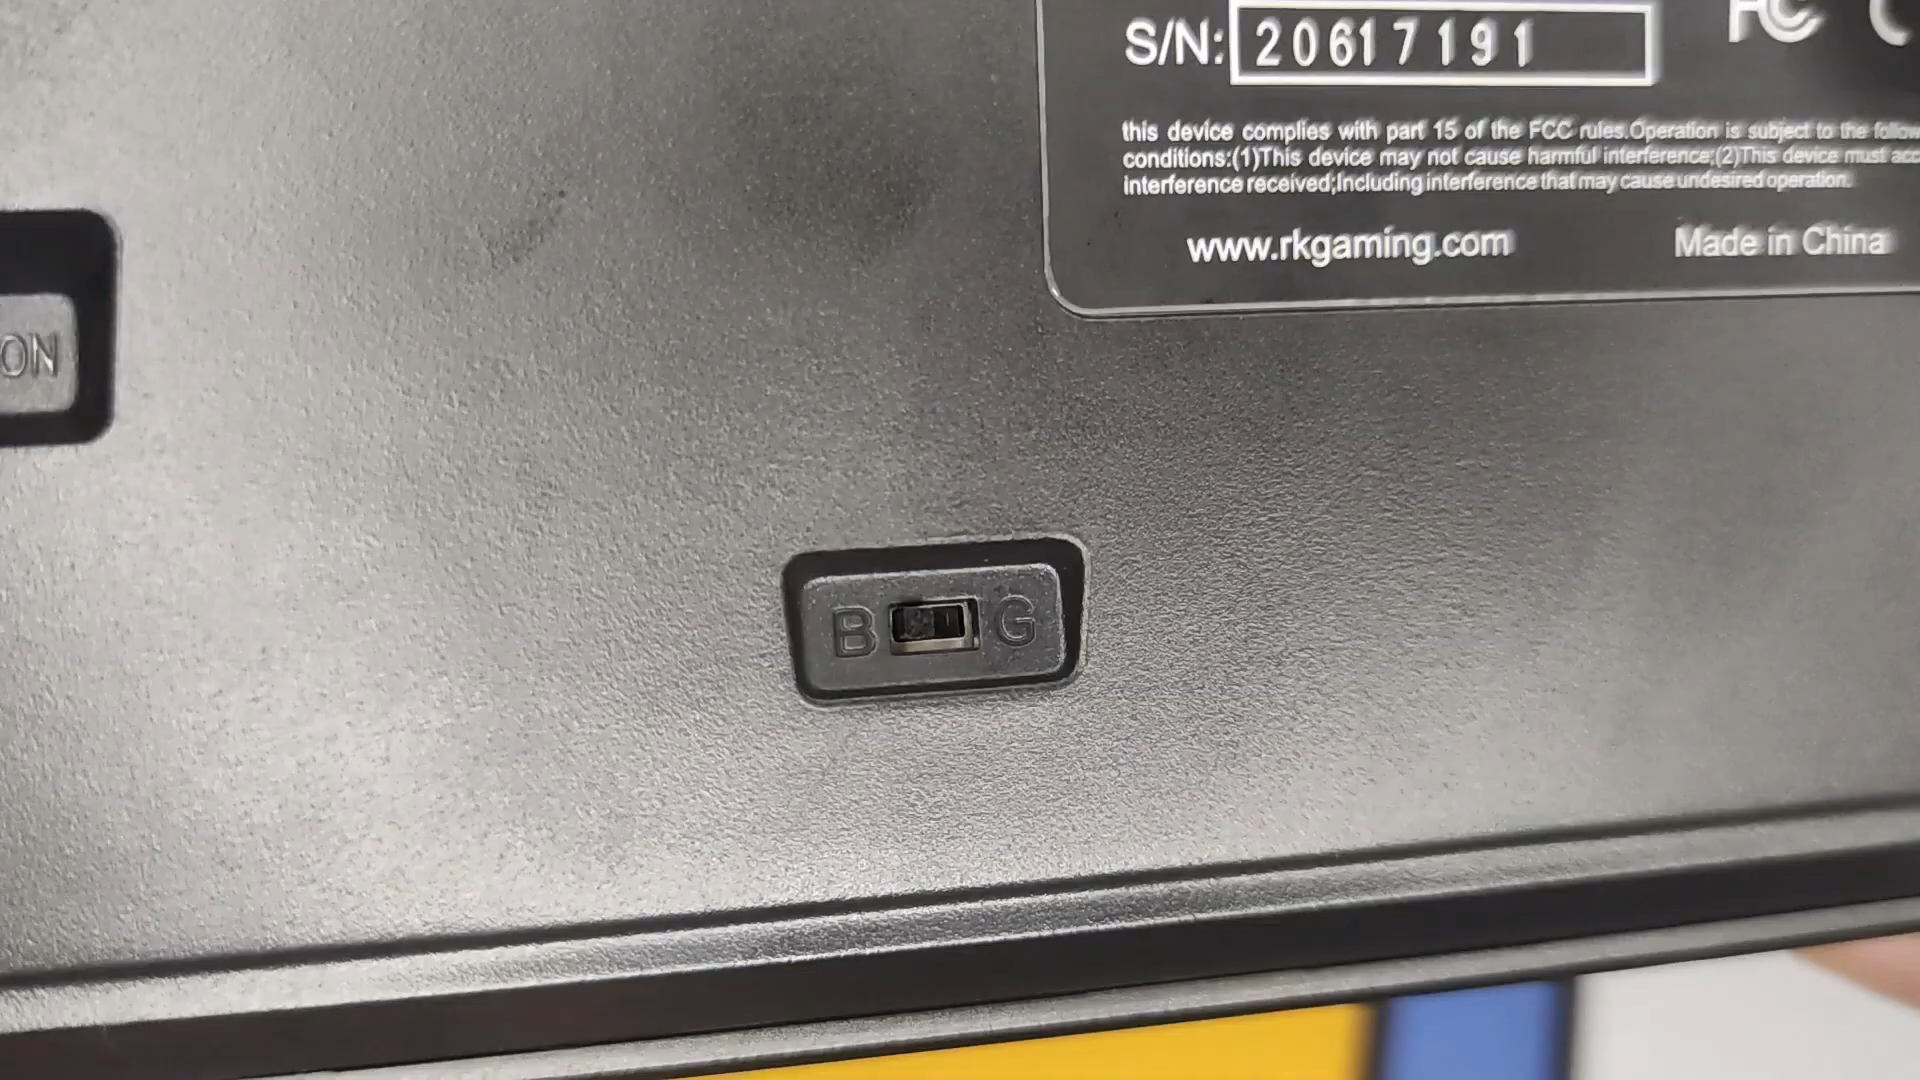 S/N: 20617191
FC
this device complies with part 15 of the FCC rules.Operation is subject to the
conditions:(1)This device may not cause harmful interference;(2)This device must
interference received;Including interference that may cause undesired operation.
www.rkgaming.com Made in China
ON
B G